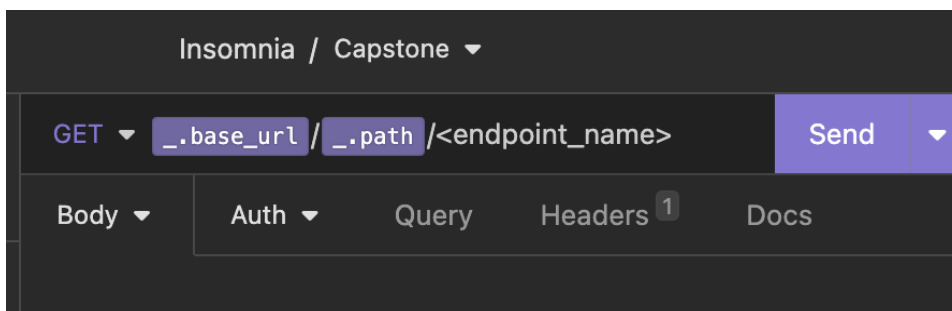 Insomnia / Capstone
GET _.base_url/_.path/<endpoint_name> Send
Body Auth Query Headers 1 Docs